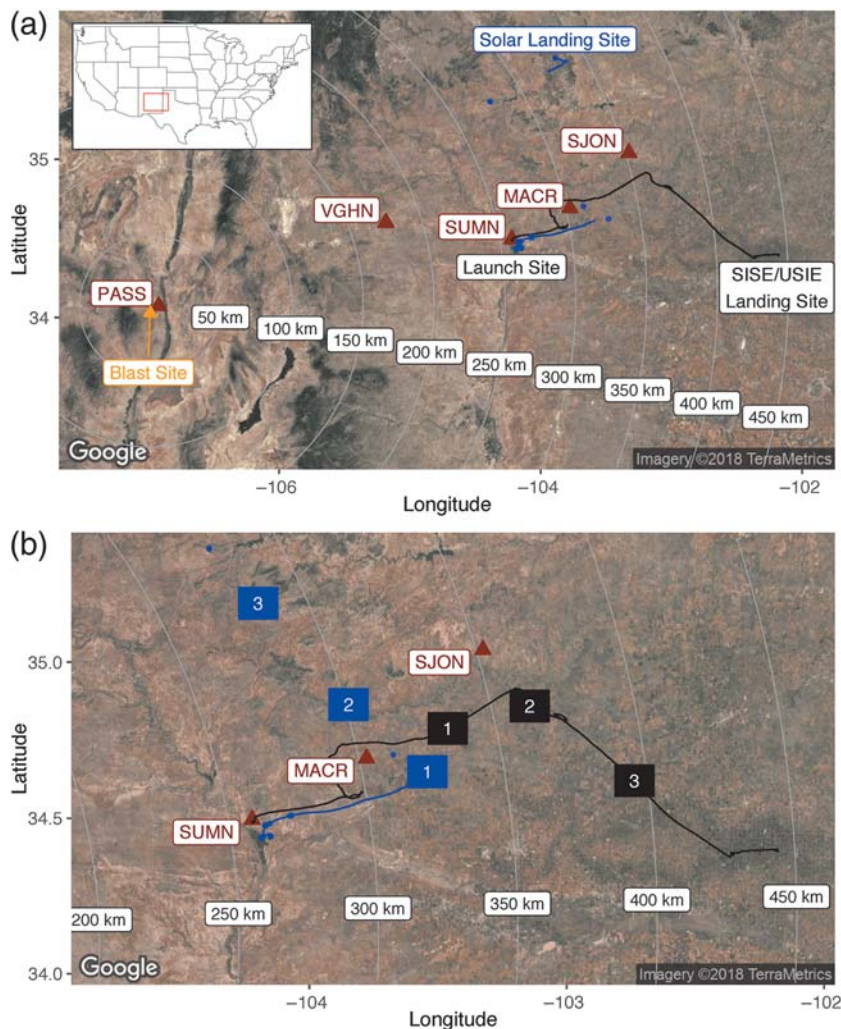 (a)
Solar Landing Site
SJON
35
MACR
VGHN
SUMN
Launch Site
SISE/USIE
Landing Site
PASS
34
50 km
100 km
150 km
200 km
250 km
300 km
350 km
400 km
450 km
Blast Site
Latitude
Google
Imagery ©2018 TerraMetrics
−106
−104
−102
Longitude
(b)
3
35.0
SJON
2
2
1
MACR
1
3
Latitude
34.5
SUMN
200 km
250 km
300 km
350 km
400 km
450 km
34.0
Google
Imagery ©2018 TerraMetrics
−104
−103
−102
Longitude